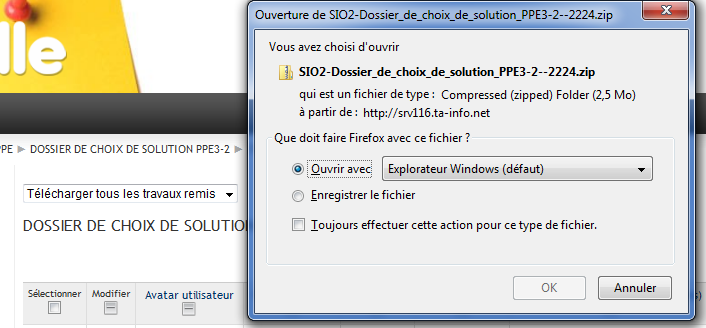 Ouverture de SIO2-Dossier_de_choix_de_solution_PPE3-2--2224.zip
Vous avez choisi d'ouvrir
SIO2-Dossier_de_choix_de_solution_PPE3-2--2224.zip
qui est un fichier de type : Compressed (zipped) Folder (2,5 Mo)
à partir de : http://srv116.ta-info.net
Que doit faire Firefox avec ce fichier ?
Ouvrir avec
Explorateur Windows (défaut)
Enregistrer le fichier
Toujours effectuer cette action pour ce type de fichier.
OK
Annuler
lle
PPE ► DOSSIER DE CHOIX DE SOLUTION PPE3-2 ►
Télécharger tous les travaux remis
DOSSIER DE CHOIX DE SOLUTION
Sélectionner
Modifier
Avatar utilisateur